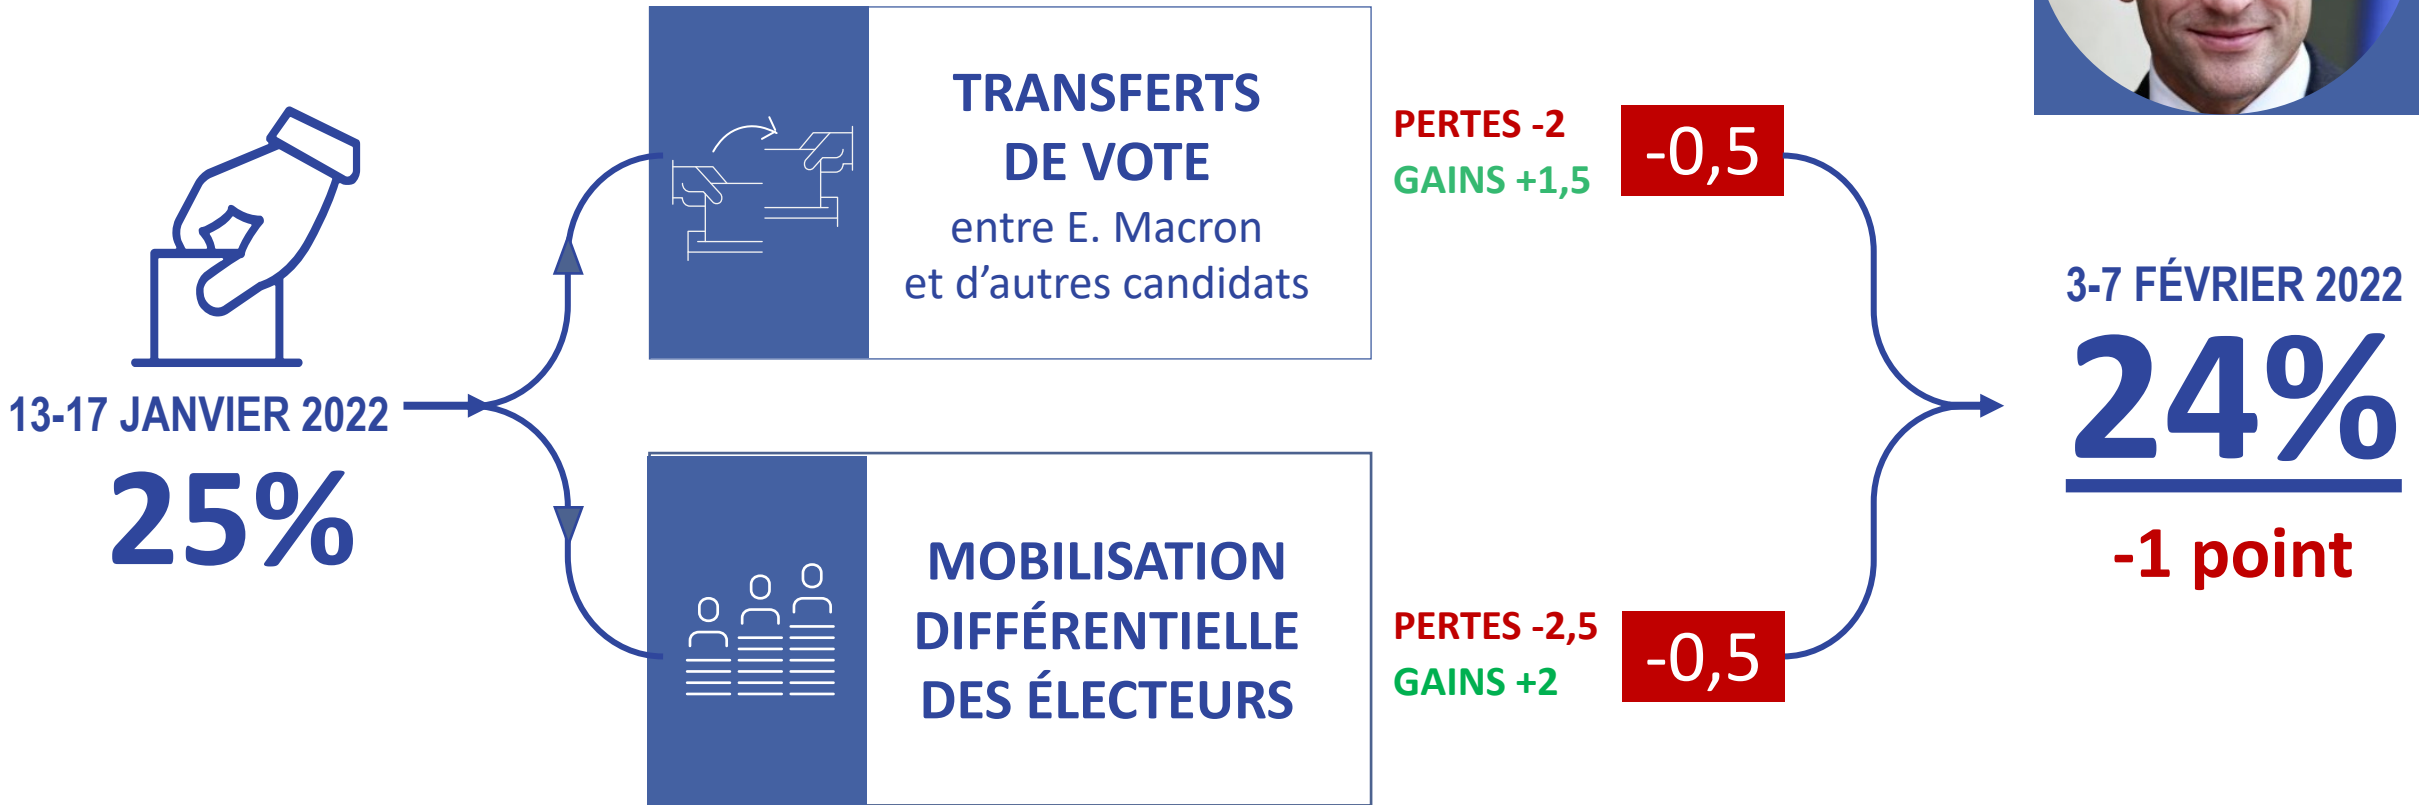 13-17 JANVIER 2022
25%
TRANSFERTS
DE VOTE
entre E. Macron
et d’autres candidats
PERTES -2
GAINS +1,5
-0,5
MOBILISATION
DIFFÉRENTIELLE
DES ÉLECTEURS
PERTES -2,5
GAINS +2
-0,5
3-7 FÉVRIER 2022
24%
-1 point